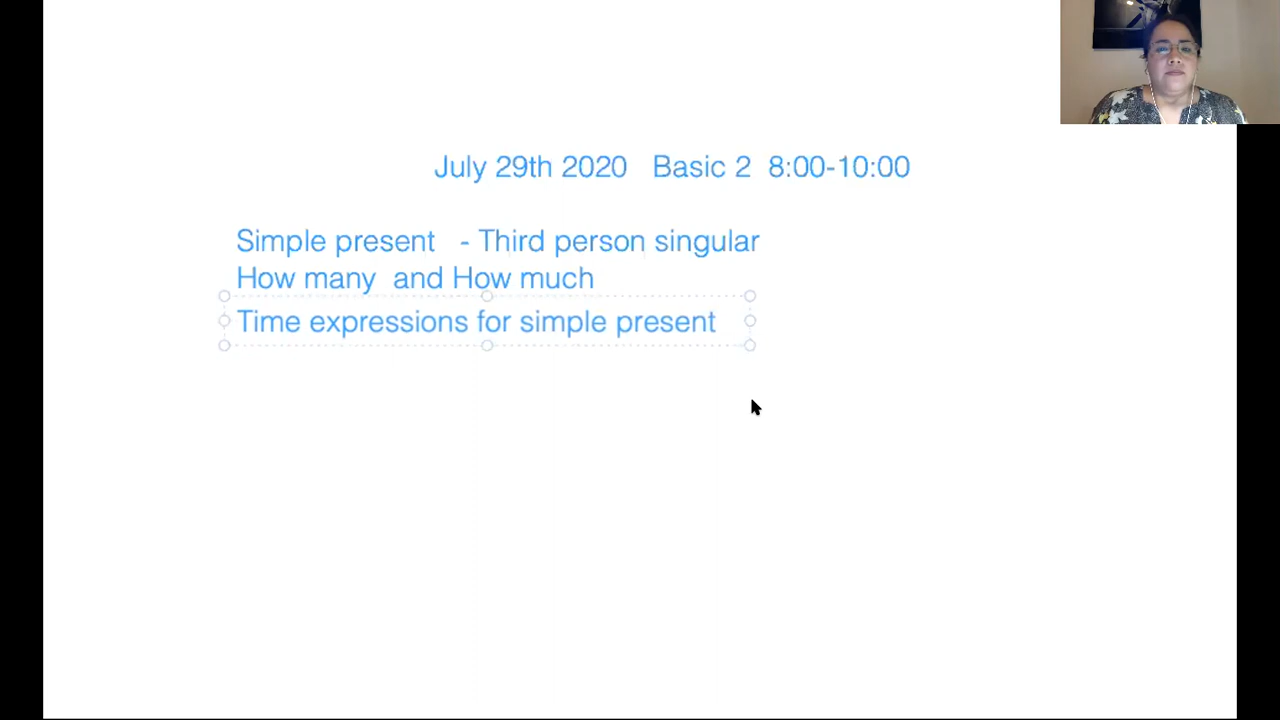 July 29th 2020 Basic 2 8:00-10:00
Simple present - Third person singular
How many and How much
Time expressions for simple present